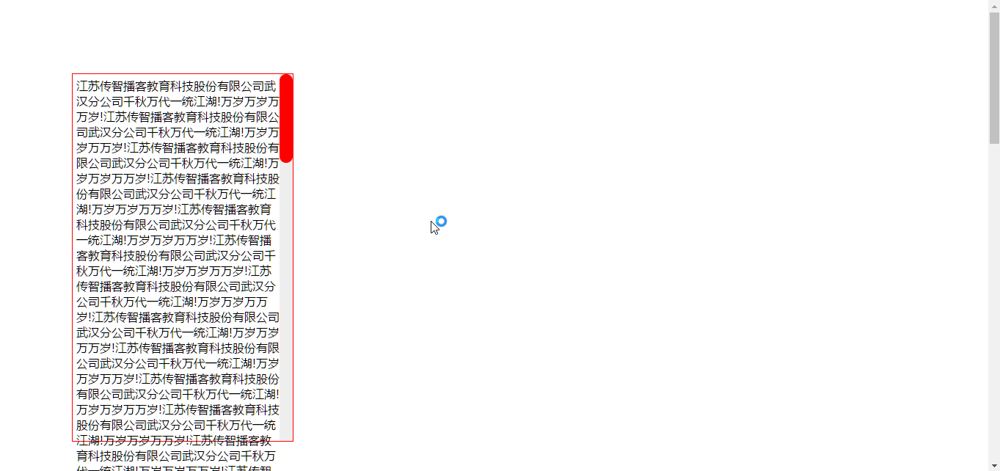 江苏传智播客教育科技股份有限公司武
汉分公司千秋万代一统江湖!万岁万岁万
万岁!江苏传智播客教育科技股份有限公
司武汉分公司千秋万代一统江湖!万岁万
岁万万岁!江苏传智播客教育科技股份有
限公司武汉分公司千秋万代一统江湖!万
岁万岁万万岁!江苏传智播客教育科技股
份有限公司武汉分公司千秋万代一统江
湖!万岁万岁万万岁!江苏传智播客教育
科技股份有限公司武汉分公司千秋万代
一统江湖!万岁万岁万万岁!江苏传智播
客教育科技股份有限公司武汉分公司千
秋万代一统江湖!万岁万岁万万岁!江苏
传智播客教育科技股份有限公司武汉分
公司千秋万代一统江湖!万岁万岁万万
岁!江苏传智播客教育科技股份有限公司
武汉分公司千秋万代一统江湖!万岁万岁
万万岁!江苏传智播客教育科技股份有限
公司武汉分公司千秋万代一统江湖!万岁
万岁万万岁!江苏传智播客教育科技股份
有限公司武汉分公司千秋万代一统江湖!
万岁万岁万万岁!江苏传智播客教育科技
股份有限公司武汉分公司千秋万代一统
江湖!万岁万岁万万岁!江苏传智播客教
育科技股份有限公司武汉分公司千秋万
代一统江湖!万岁万岁万万岁!江苏传智